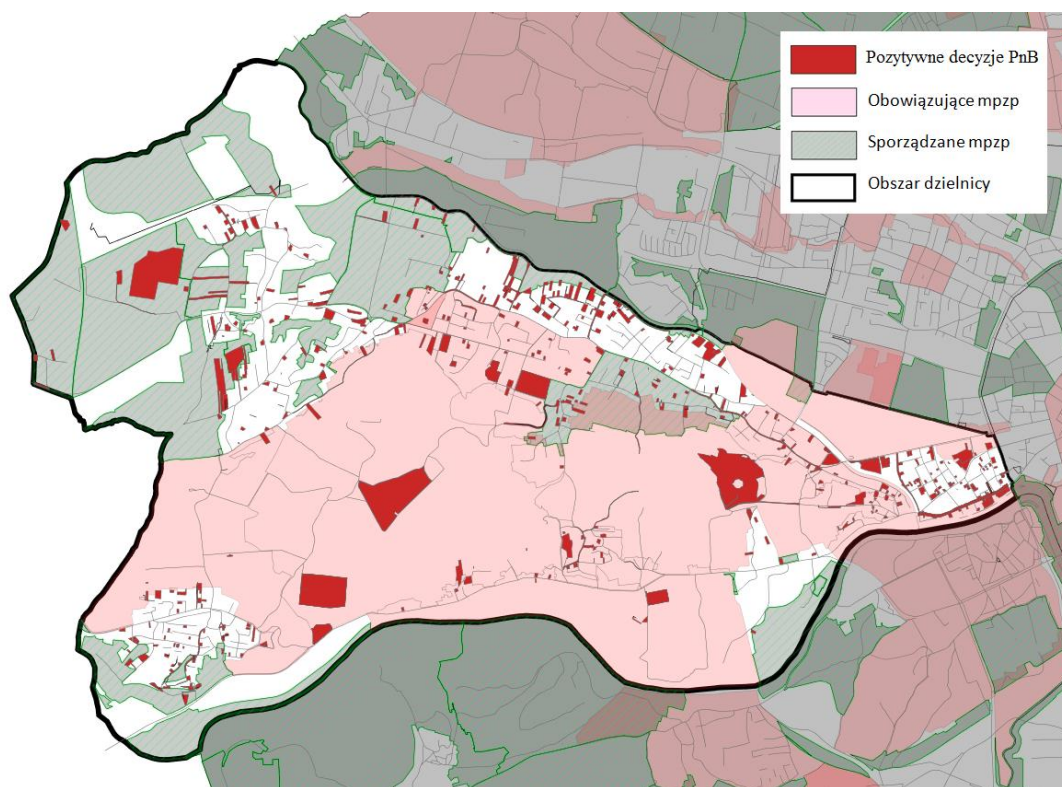 Pozytywne decyzje PnB
Obowiązujące mpzp
Sporządzane mpzp
Obszar dzielnicy